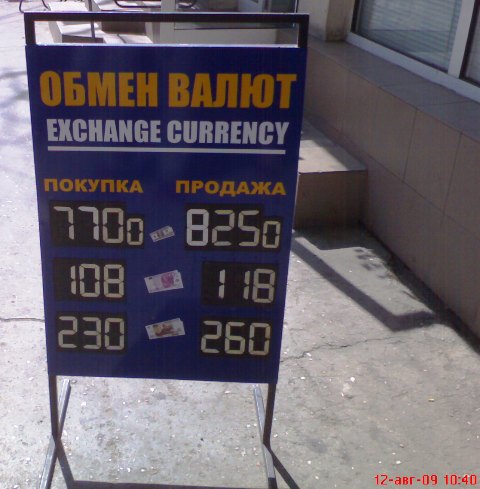 ОБМЕН ВАЛЮТ
EXCHANGE CURRENCY
ПОКУПКА ПРОДАЖА
7700 8250
108 118
230 260
12-авг-09 10:40